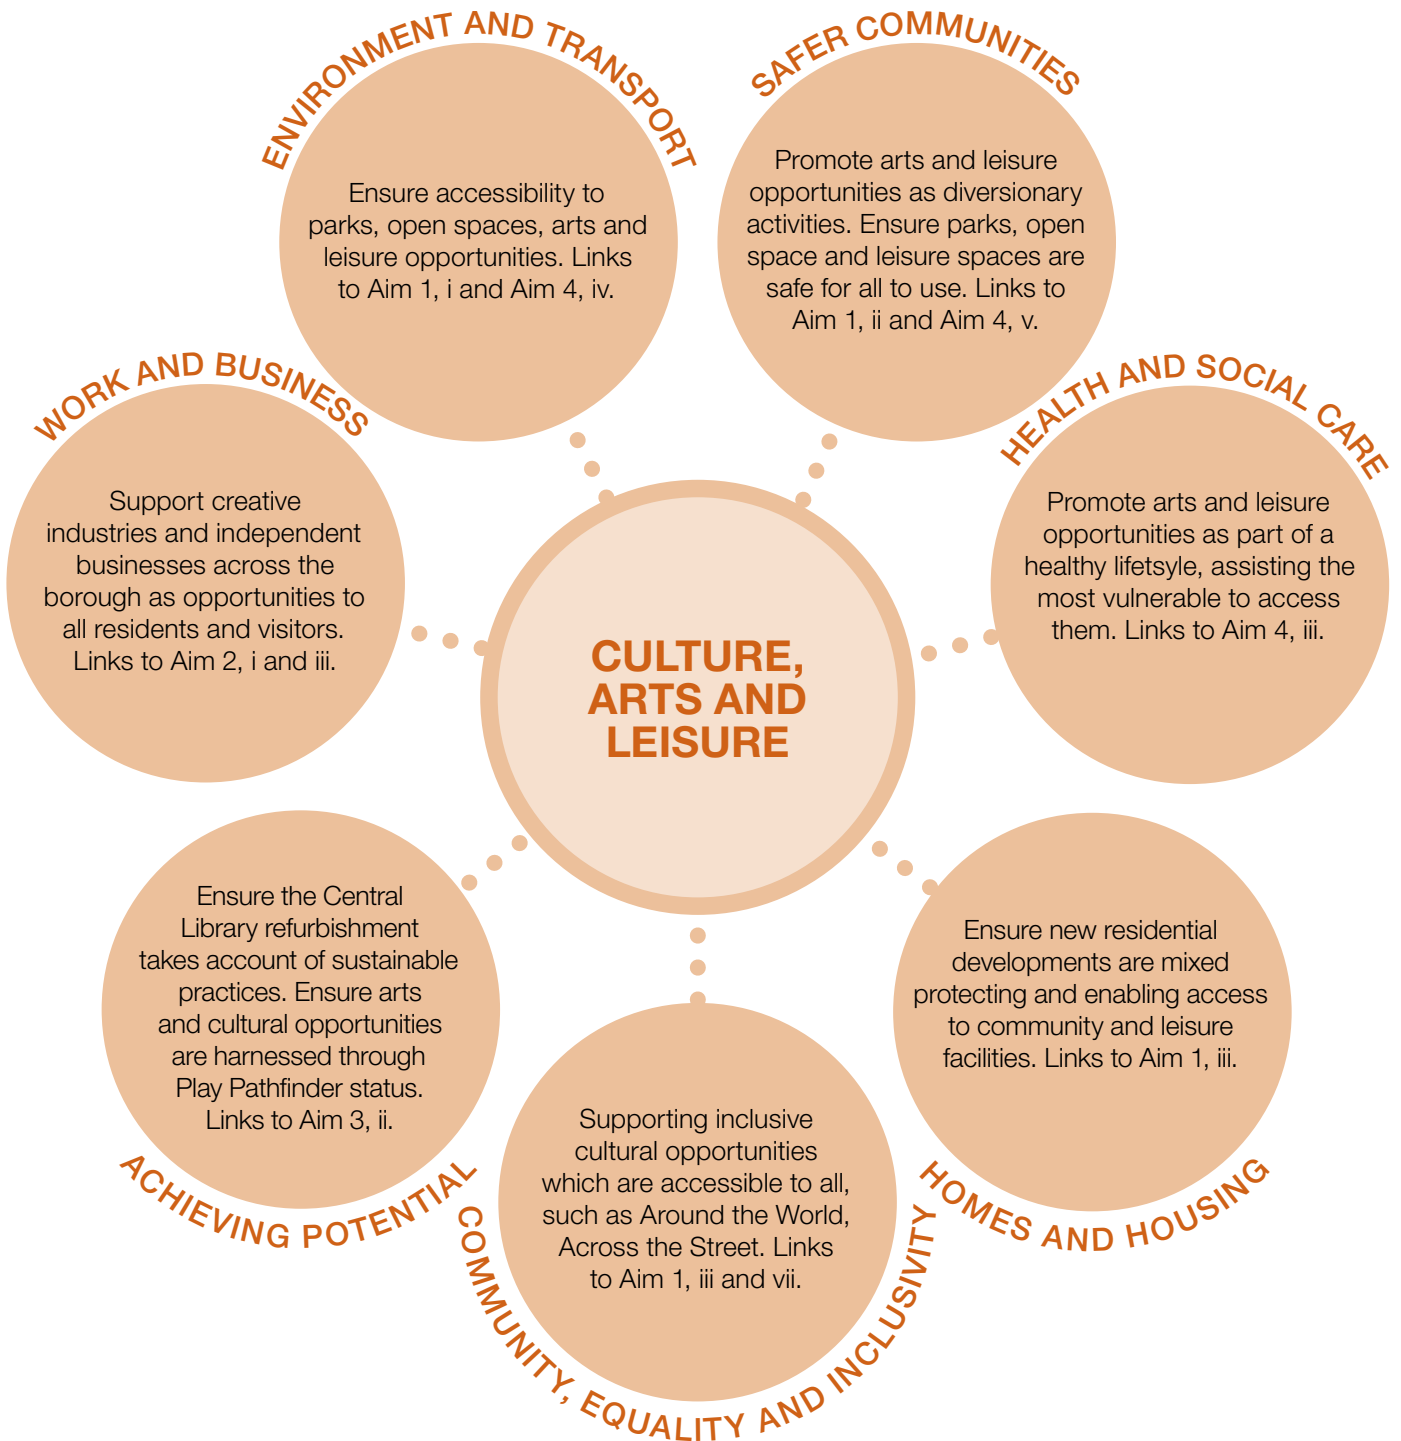 ENVIRONMENT AND TRANSPORT
Ensure accessibility to
parks, open spaces, arts and
leisure opportunities. Links
to Aim 1, i and Aim 4, iv.
SAFER COMMUNITIES
Promote arts and leisure
opportunities as diversionary
activities. Ensure parks, open
space and leisure spaces are
safe for all to use. Links to
Aim 1, ii and Aim 4, v.
WORK AND BUSINESS
Support creative
industries and independent
businesses across the
borough as opportunities to
all residents and visitors.
Links to Aim 2, i and iii.
HEALTH AND SOCIAL CARE
Promote arts and leisure
opportunities as part of a
healthy lifetsyle, assisting the
most vulnerable to access
them. Links to Aim 4, iii.
CULTURE,
ARTS AND
LEISURE
Ensure the Central
Library refurbishment
takes account of sustainable
practices. Ensure arts
and cultural opportunities
are harnessed through
Play Pathfinder status.
Links to Aim 3, ii.
ACHIEVING POTENTIAL
Ensure new residential
developments are mixed
protecting and enabling access
to community and leisure
facilities. Links to Aim 1, iii.
HOMES AND HOUSING
Supporting inclusive
cultural opportunities
which are accessible to all,
such as Around the World,
Across the Street. Links
to Aim 1, iii and vii.
COMMUNITY, EQUALITY AND INCLUSIVITY